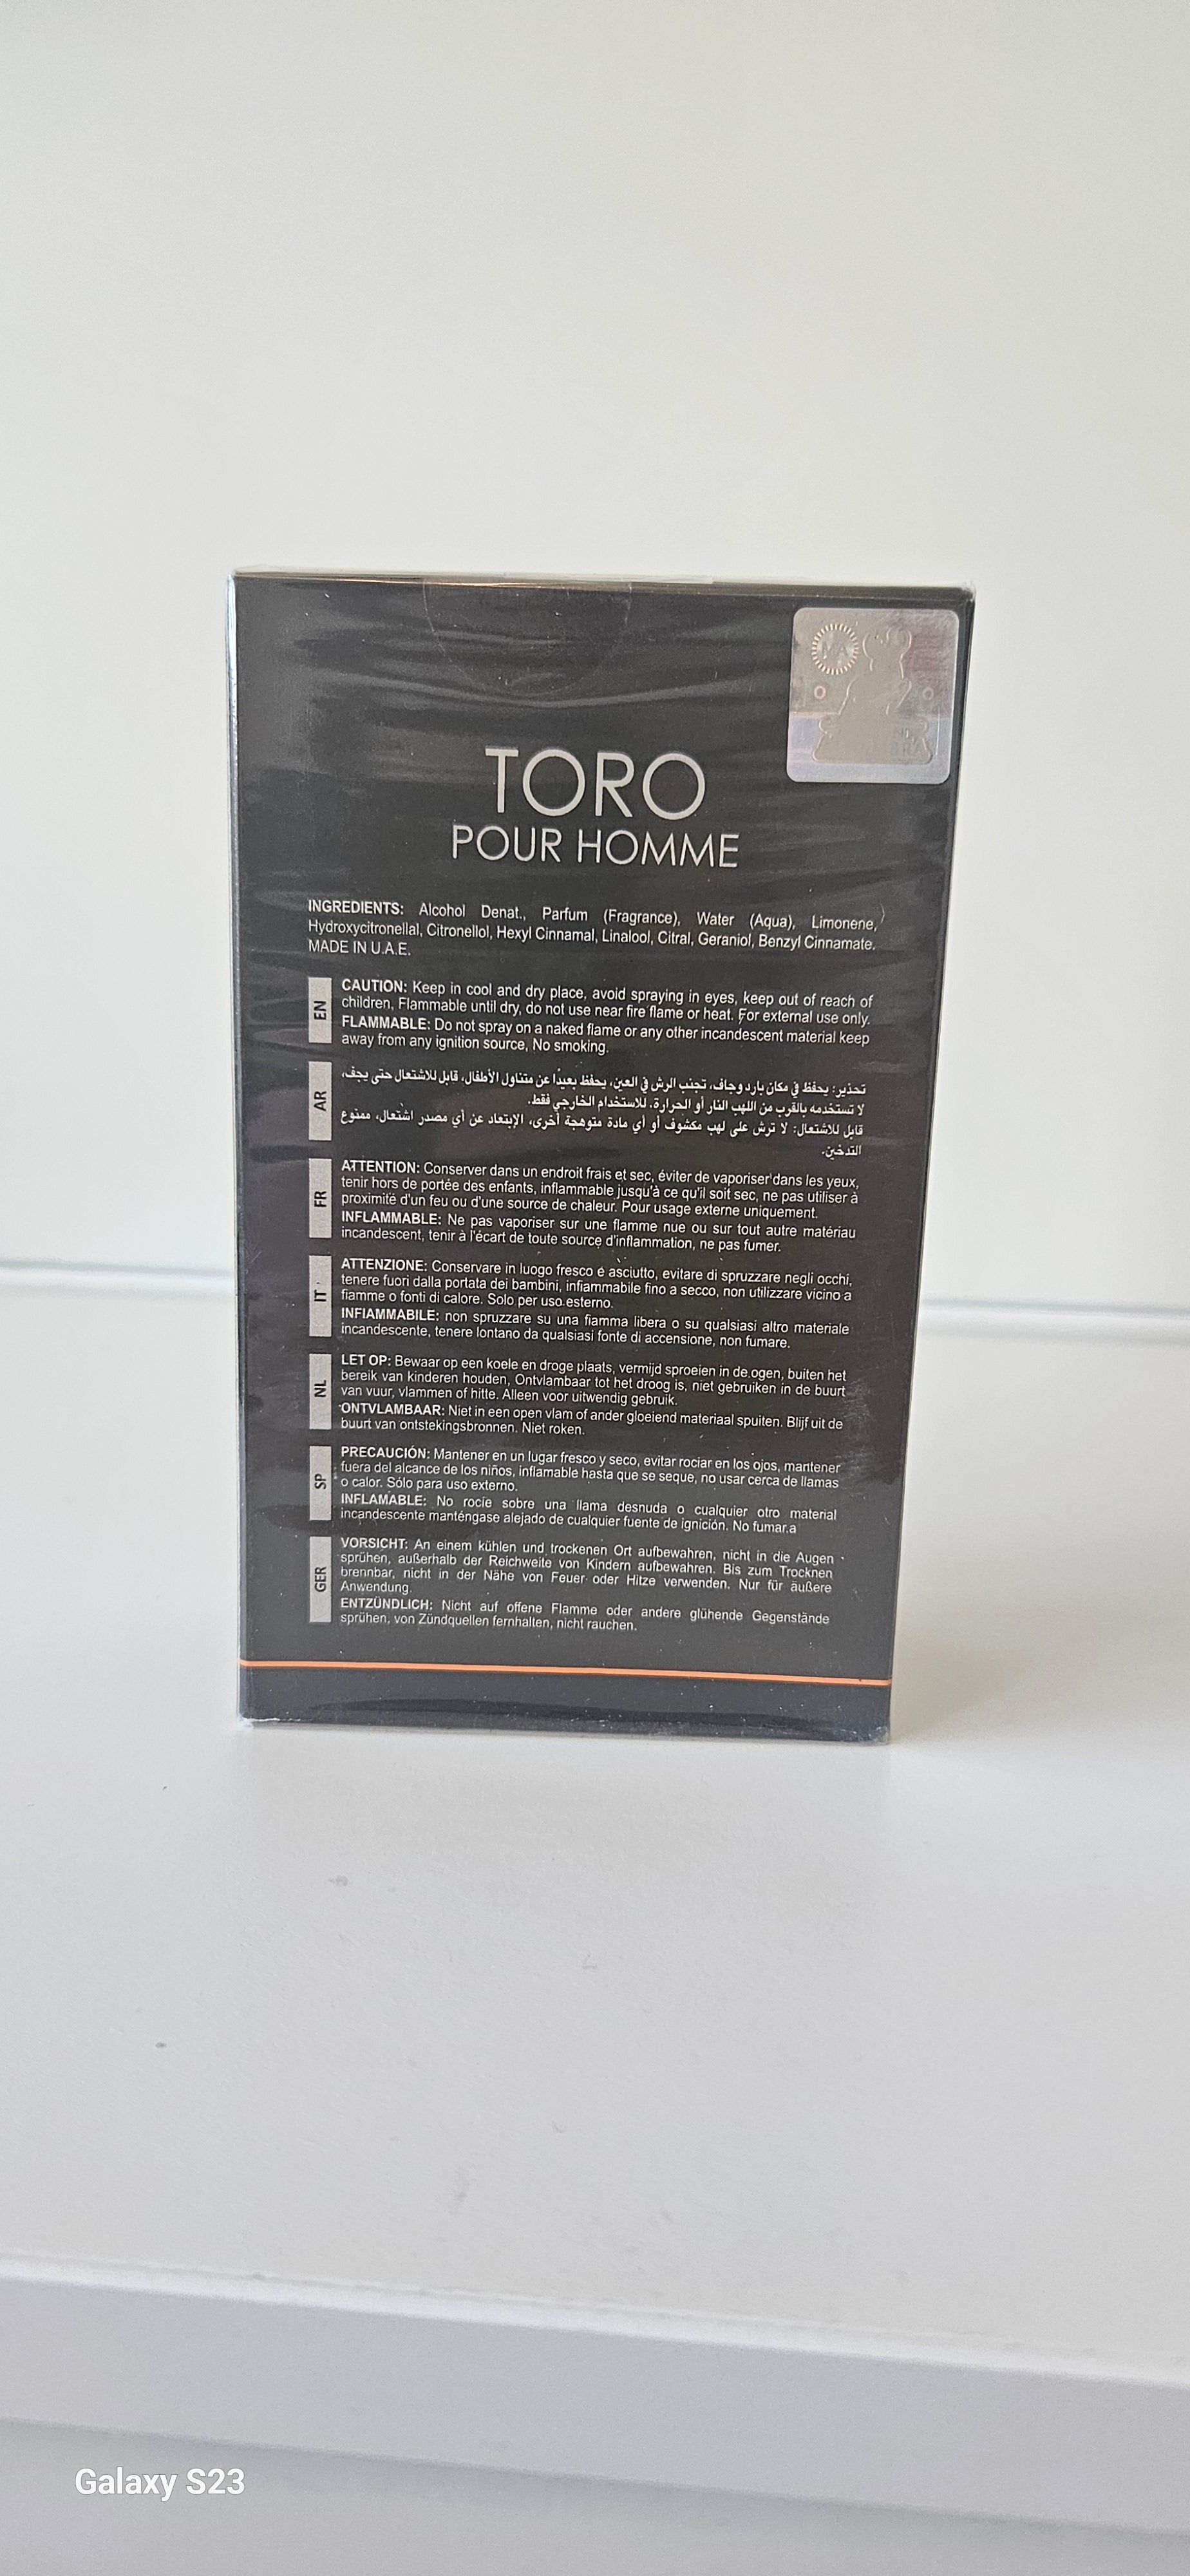 TORO
POUR HOMME
INGREDIENTS: Alcohol Denat., Parfum (Fragrance), Water (Aqua), Limonene,
Hydroxycitronellal, Citronellol, Hexyl Cinnamal, Linalool, Citral, Geraniol, Benzyl Cinnamate.
MADE IN U.A.E.
EN
CAUTION: Keep in cool and dry place, avoid spraying in eyes, keep out of reach of
children, Flammable until dry, do not use near fire flame or heat. For external use only.
FLAMMABLE: Do not spray on a naked flame or any other incandescent material keep
away from any ignition source, No smoking.
AR
تحذير: يحفظ في مكان بارد وجاف، تجنب الرش في العين، يحفظ بعيدًا عن متناول الأطفال، قابل للاشتعال حتى يجف،
لا تستخدمه بالقرب من اللهب النار أو الحرارة. للاستخدام الخارجي فقط.
قابل للاشتعال: لا ترش على لهب مكشوف أو أي مادة متوهجة أخرى، الإبتعاد عن أي مصدر اشتعال، ممنوع
التدخين.
FR
ATTENTION: Conserver dans un endroit frais et sec, éviter de vaporiser dans les yeux,
tenir hors de portée des enfants, inflammable jusqu'à ce qu'il soit sec, ne pas utiliser à
proximité d'un feu ou d'une source de chaleur. Pour usage externe uniquement.
INFLAMMABLE: Ne pas vaporiser sur une flamme nue ou sur tout autre matériau
incandescent, tenir à l'écart de toute source d'inflammation, ne pas fumer.
IT
ATTENZIONE: Conservare in luogo fresco é asciutto, evitare di spruzzare negli occhi,
tenere fuori dalla portata dei bambini, infiammabile fino a secco, non utilizzare vicino a
fiamme o fonti di calore. Solo per uso esterno.
INFIAMMABILE: non spruzzare su una fiamma libera o su qualsiasi altro materiale
incandescente, tenere lontano da qualsiasi fonte di accensione, non fumare.
NL
LET OP: Bewaar op een koele en droge plaats, vermijd sproeien in de ogen, buiten het
bereik van kinderen houden, Ontvlambaar tot het droog is, niet gebruiken in de buurt
van vuur, vlammen of hitte. Alleen voor uitwendig gebruik.
ONTVLAMBAAR: Niet in een open vlam of ander gloeiend materiaal spuiten. Blijf uit de
buurt van ontstekingsbronnen. Niet roken.
SP
PRECAUCIÓN: Mantener en un lugar fresco y seco, evitar rociar en los ojos, mantener
fuera del alcance de los niños, inflamable hasta que se seque, no usar cerca de llamas
o calor. Sólo para uso externo.
INFLAMABLE: No rocíe sobre una llama desnuda o cualquier otro material
incandescente manténgase alejado de cualquier fuente de ignición. No fumar.a
GER
VORSICHT: An einem kühlen und trockenen Ort aufbewahren, nicht in die Augen
sprühen, außerhalb der Reichweite von Kindern aufbewahren. Bis zum Trocknen
brennbar, nicht in der Nähe von Feuer oder Hitze verwenden. Nur für äußere
Anwendung.
ENTZÜNDLICH: Nicht auf offene Flamme oder andere glühende Gegenstände
sprühen, von Zündquellen fernhalten, nicht rauchen.
Galaxy S23